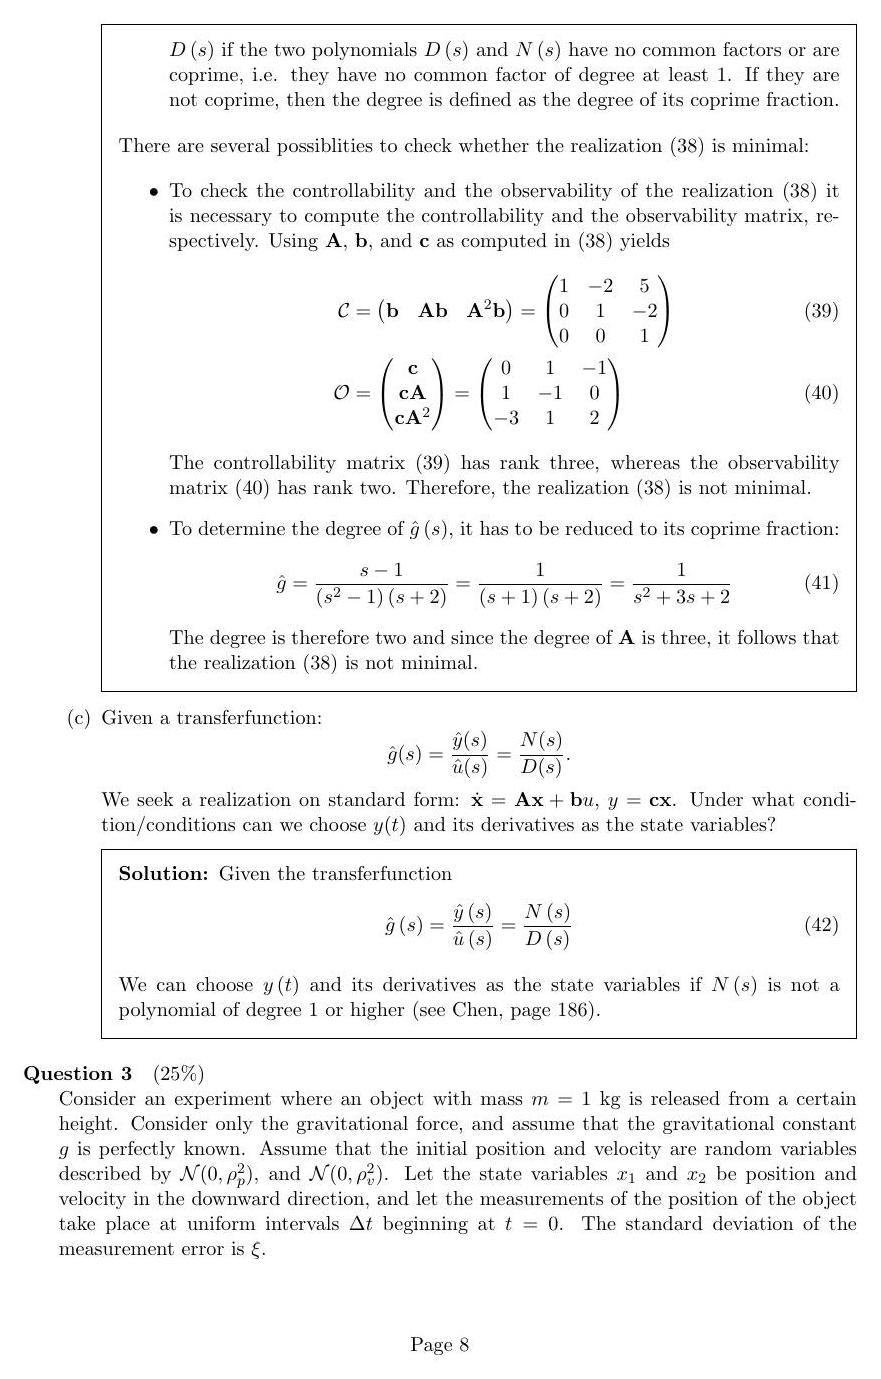 D (s) if the two polynomials D (s) and N (s) have no common factors or are
coprime, i.e. they have no common factor of degree at least 1. If they are
not coprime, then the degree is defined as the degree of its coprime fraction.
There are several possiblities to check whether the realization (38) is minimal:
• To check the controllability and the observability of the realization (38) it
is necessary to compute the controllability and the observability matrix, re-
spectively. Using A, b, and c as computed in (38) yields
𝒞 = (b Ab A²b) = (1 −2 5; 0 1 −2; 0 0 1) (39)
𝒪 = (c; cA; cA²) = (0 1 −1; 1 −1 0; −3 1 2) (40)
The controllability matrix (39) has rank three, whereas the observability
matrix (40) has rank two. Therefore, the realization (38) is not minimal.
• To determine the degree of ĝ (s), it has to be reduced to its coprime fraction:
ĝ = (s − 1)/((s² − 1) (s + 2)) = 1/((s + 1) (s + 2)) = 1/(s² + 3s + 2) (41)
The degree is therefore two and since the degree of A is three, it follows that
the realization (38) is not minimal.
(c) Given a transferfunction:
ĝ(s) = ŷ(s)/û(s) = N(s)/D(s).
We seek a realization on standard form: ẋ = Ax + bu, y = cx. Under what condi-
tion/conditions can we choose y(t) and its derivatives as the state variables?
Solution: Given the transferfunction
ĝ (s) = ŷ (s)/û (s) = N (s)/D (s) (42)
We can choose y (t) and its derivatives as the state variables if N (s) is not a
polynomial of degree 1 or higher (see Chen, page 186).
Question 3 (25%)
Consider an experiment where an object with mass m = 1 kg is released from a certain
height. Consider only the gravitational force, and assume that the gravitational constant
g is perfectly known. Assume that the initial position and velocity are random variables
described by 𝒩(0, ρₚ²), and 𝒩(0, ρᵥ²). Let the state variables x₁ and x₂ be position and
velocity in the downward direction, and let the measurements of the position of the object
take place at uniform intervals Δt beginning at t = 0. The standard deviation of the
measurement error is ξ.
Page 8